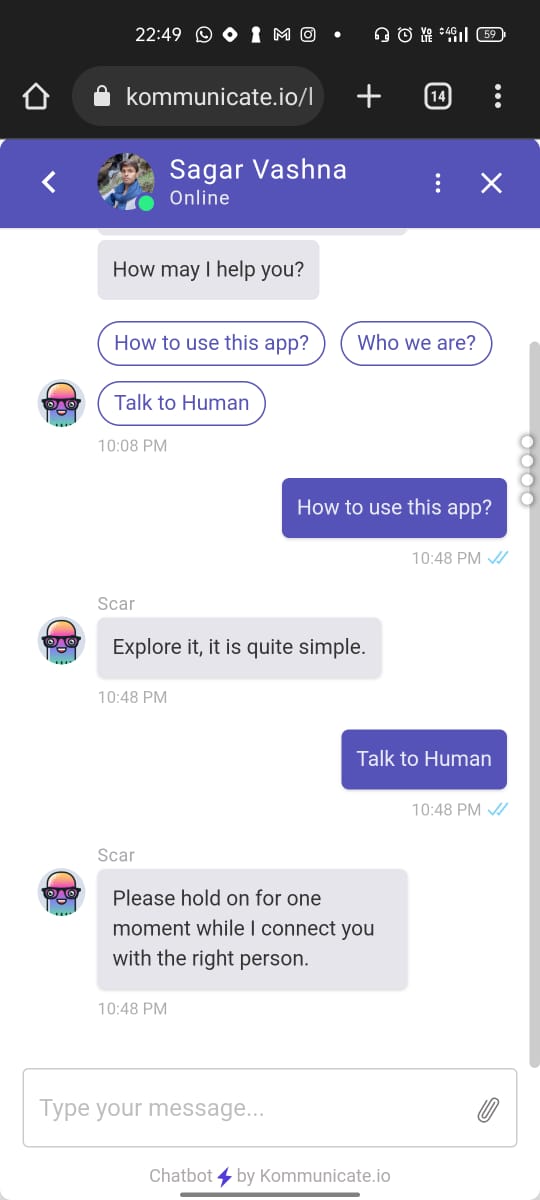 22:49
Vo
LTE
4G
59
kommunicate.io/l
14
Sagar Vashna
Online
How may I help you?
How to use this app?
Who we are?
Talk to Human
10:08 PM
How to use this app?
10:48 PM
Scar
Explore it, it is quite simple.
10:48 PM
Talk to Human
10:48 PM
Scar
Please hold on for one
moment while I connect you
with the right person.
10:48 PM
Type your message...
Chatbot by Kommunicate.io